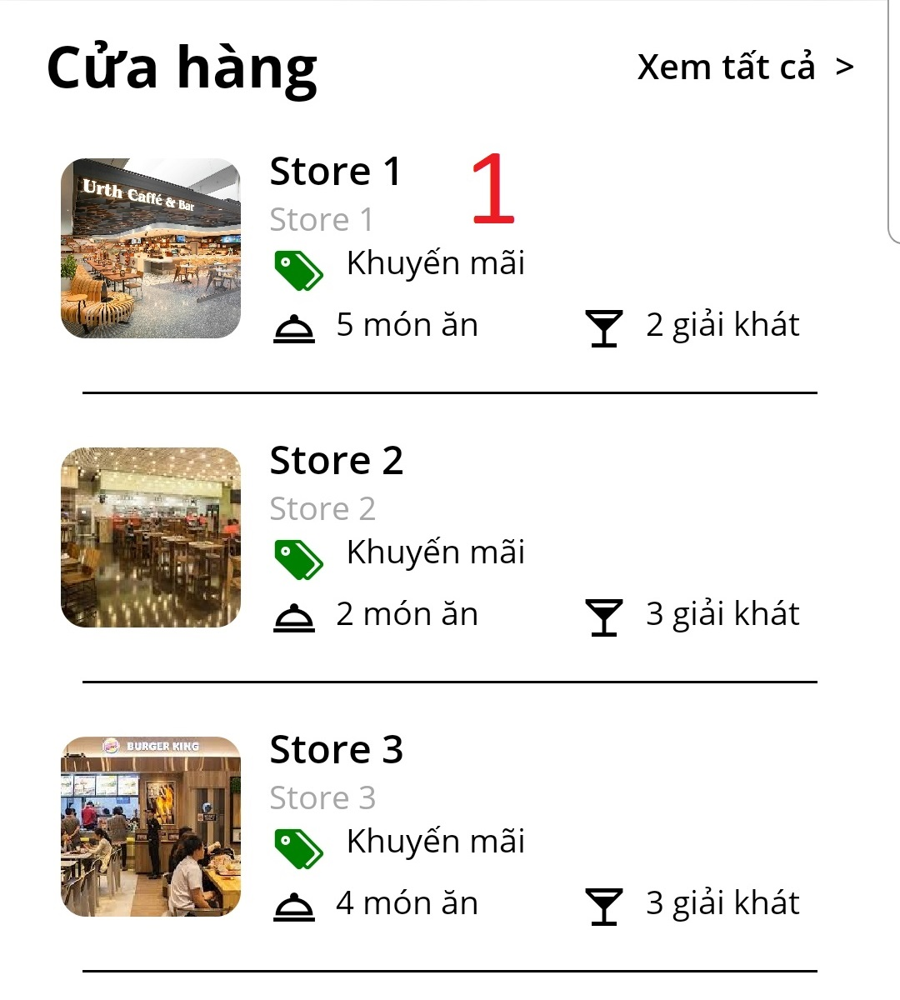 Cửa hàng
Xem tất cả >
Urth Caffé & Bar
Store 1
1
Store 1
Khuyến mãi
5 món ăn
2 giải khát
Store 2
Store 2
Khuyến mãi
2 món ăn
3 giải khát
BURGER KING
Store 3
Store 3
Khuyến mãi
4 món ăn
3 giải khát